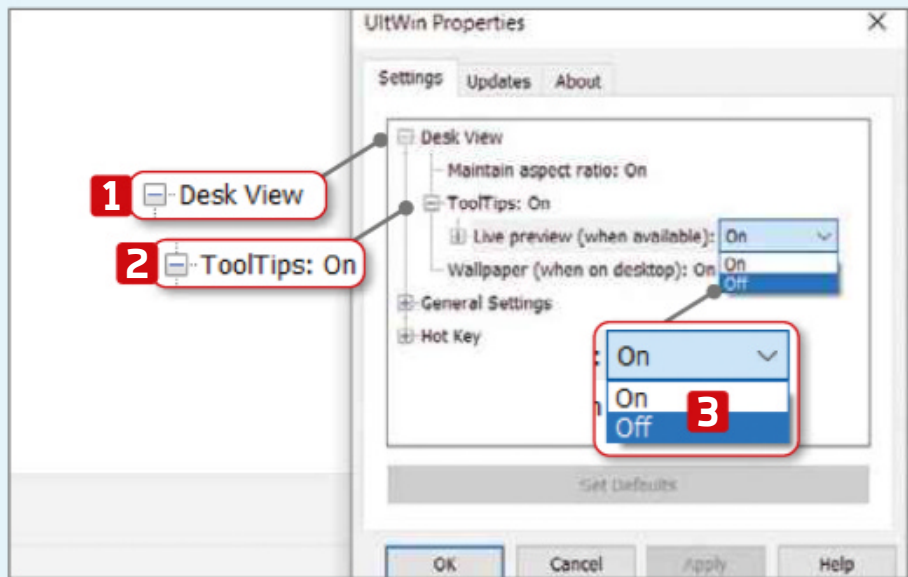 UltWin Properties
Settings Updates About
Desk View
Maintain aspect ratio: On
ToolTips: On
Live preview (when available): On
On
Off
Wallpaper (when on desktop): On
General Settings
Hot Key
1 Desk View
2 ToolTips: On
: On
On
Off 3
Set Defaults
OK Cancel Apply Help